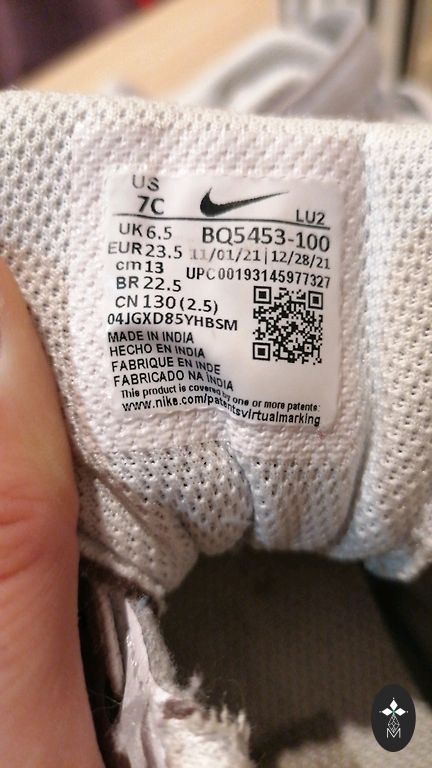 US
7C
LU2
UK 6.5 BQ5453-100
EUR 23.5 11/01/21 | 12/28/21
cm 13 UPC 00193145977327
BR 22.5
CN 130 (2.5)
04JGXD85YHBSM
MADE IN INDIA
HECHO EN INDIA
FABRIQUE EN INDE
FABRICADO NA INDIA
This product is covered by one or more patents:
www.nike.com/patentsvirtualmarking
M